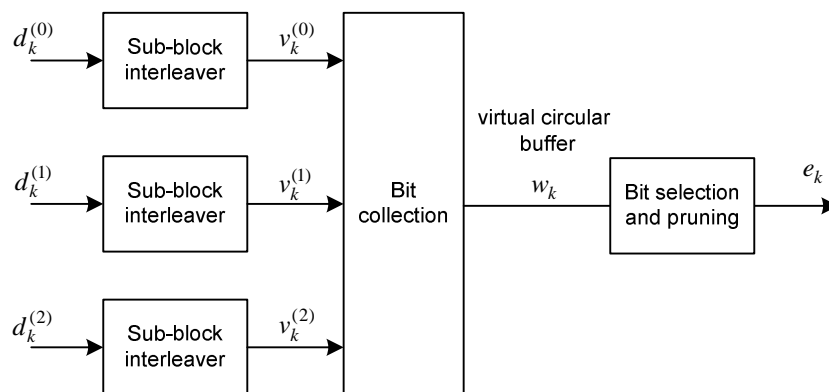 d_k^{(0)}
Sub-block
interleaver
v_k^{(0)}
d_k^{(1)}
Sub-block
interleaver
v_k^{(1)}
d_k^{(2)}
Sub-block
interleaver
v_k^{(2)}
Bit
collection
virtual circular
buffer
w_k
Bit selection
and pruning
e_k